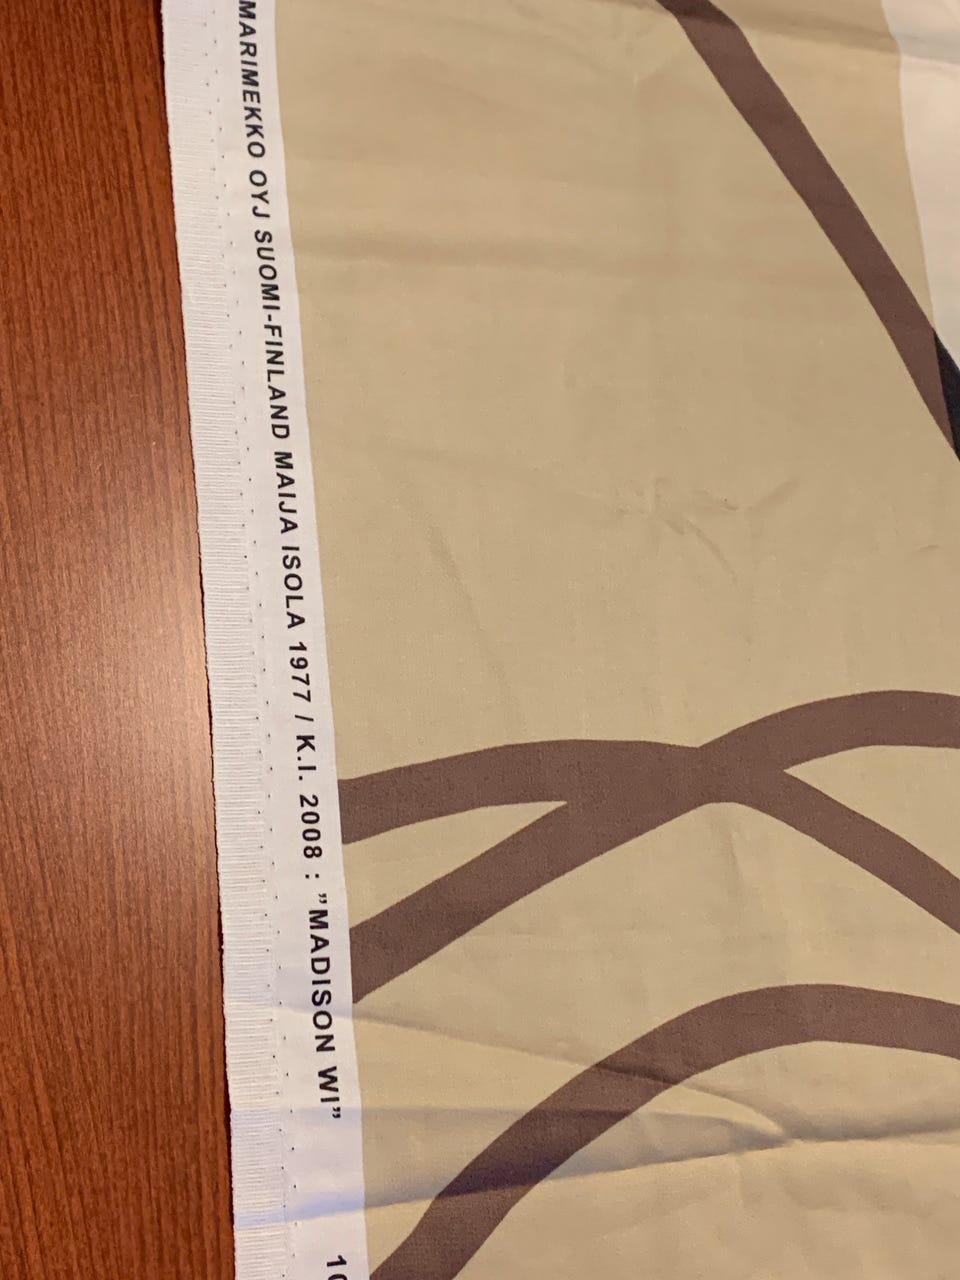 MARIMEKKO OYJ SUOMI-FINLAND MAIJA ISOLA 1977 / K.I. 2008 : ”MADISON WI”